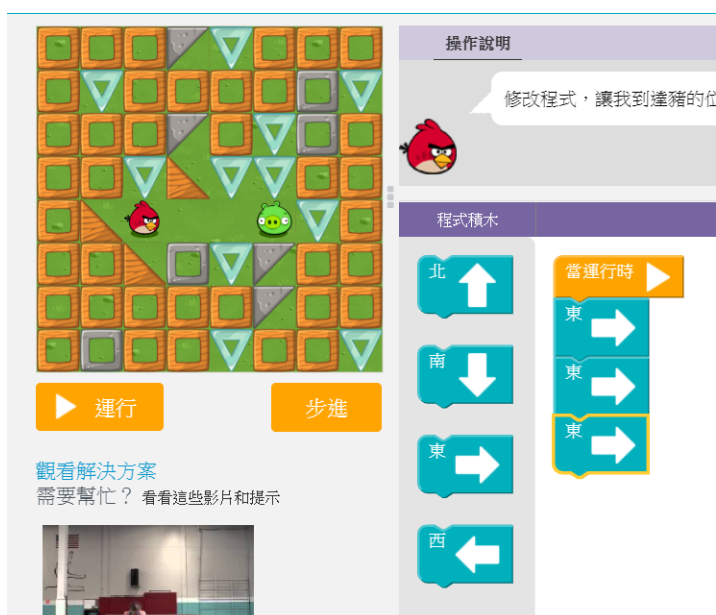 操作說明
修改程式，讓我到達豬的位
程式積木
北
南
東
西
當運行時
東
東
東
運行
步進
觀看解決方案
需要幫忙？ 看看這些影片和提示